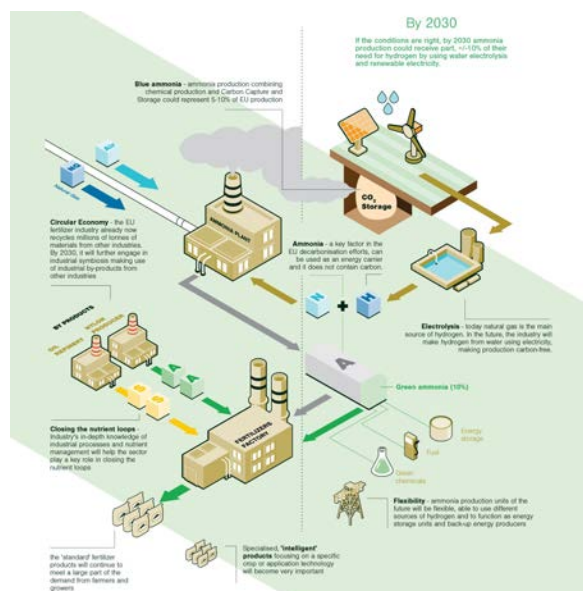 By 2030
If the conditions are right, by 2030 ammonia
production could receive part, +/-10% of their
need for hydrogen by using water electrolysis
and renewable electricity.
Blue ammonia - ammonia production combining
chemical production and Carbon Capture and
Storage could represent 5-10% of EU production
Natural Gas
CO2
Storage
AMMONIA PLANT
Circular Economy - the EU
fertilizer industry already now
recycles millions of tonnes of
materials from other industries.
By 2030, it will further engage in
industrial symbiosis making use
of industrial by-products from
other industries
Ammonia - a key factor in the
EU decarbonisation efforts, can
be used as an energy carrier
and it does not contain carbon.
N + H
Electrolysis - today natural gas is the main
source of hydrogen. In the future, the industry will
make hydrogen from water using electricity,
making production carbon-free.
BY PRODUCTS
OIL REFINERY
NYLON PRODUCER
A
A
S
S
A
Green ammonia (10%)
FERTILIZERS
FACTORY
Energy
storage
Fuel
Green
chemicals
Closing the nutrient loops -
Industry's in-depth knowledge of
industrial processes and nutrient
management will help the sector
play a key role in closing the
nutrient loops
Flexibility - ammonia production units of the
future will be flexible, able to use different
sources of hydrogen and to function as energy
storage units and back-up energy producers
the 'standard' fertilizer
products will continue to
meet a large part of the
demand from farmers and
growers
Specialised, 'intelligent'
products focusing on a specific
crop or application technology
will become very important